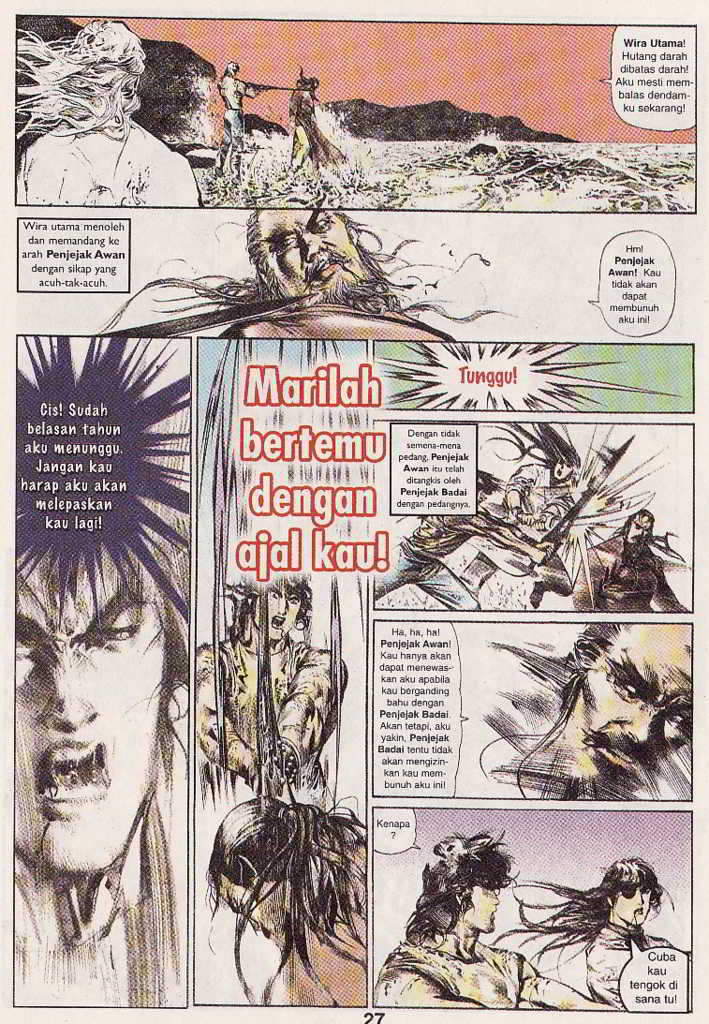 Wira Utama!
Hutang darah
dibatas darah!
Aku mesti mem-
balas dendam-
ku sekarang!
Wira utama menoleh
dan memandang ke
arah Penjejak Awan
dengan sikap yang
acuh-tak-acuh.
Hm!
Penjejak
Awan! Kau
tidak akan
dapat
membunuh
aku ini!
Cis! Sudah
belasan tahun
aku menunggu.
Jangan kau
harap aku akan
melepaskan
kau lagi!
Marilah
bertemu
dengan
ajal kau!
Tunggu!
Dengan tidak
semena-mena
pedang, Penjejak
Awan itu telah
ditangkis oleh
Penjejak Badai
dengan pedangnya.
Ha, ha, ha!
Penjejak Awan!
Kau hanya akan
dapat menewas-
kan aku apabila
kau berganding
bahu dengan
Penjejak Badai.
Akan tetapi, aku
yakin, Penjejak
Badai tentu tidak
akan mengizin-
kan kau mem-
bunuh aku ini!
Kenapa
?
Cuba
kau
tengok di
sana tu!
27